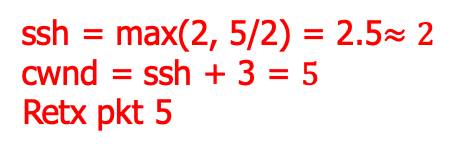 ssh = max(2, 5/2) = 2.5≈ 2
cwnd = ssh + 3 = 5
Retx pkt 5